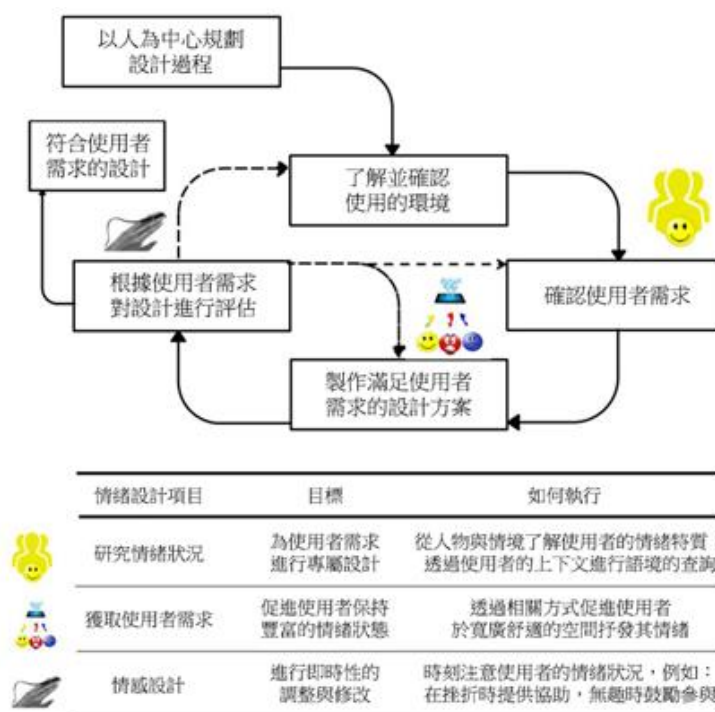 以人為中心規劃
設計過程
符合使用者
需求的設計
了解並確認
使用的環境
根據使用者需求
對設計進行評估
確認使用者需求
製作滿足使用者
需求的設計方案
情緒設計項目 目標 如何執行
研究情緒狀況
為使用者需求
進行專屬設計
從人物與情境了解使用者的情緒特質
透過使用者的上下文進行語境的查詢
獲取使用者需求
促進使用者保持
豐富的情緒狀態
透過相關方式促進使用者
於寬廣舒適的空間抒發其情緒
情感設計
進行即時性的
調整與修改
時刻注意使用者的情緒狀況，例如：
在挫折時提供協助，無趣時鼓勵參與